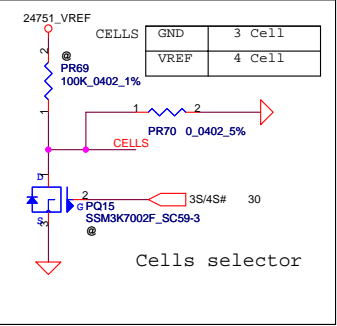 24751_VREF
CELLS GND 3 Cell
VREF 4 Cell
2
@
PR69
100K_0402_1%
1
1 2
PR70 0_0402_5%
CELLS
D
2 3S/4S# 30
G PQ15
S
3
SSM3K7002F_SC59-3
@
Cells selector